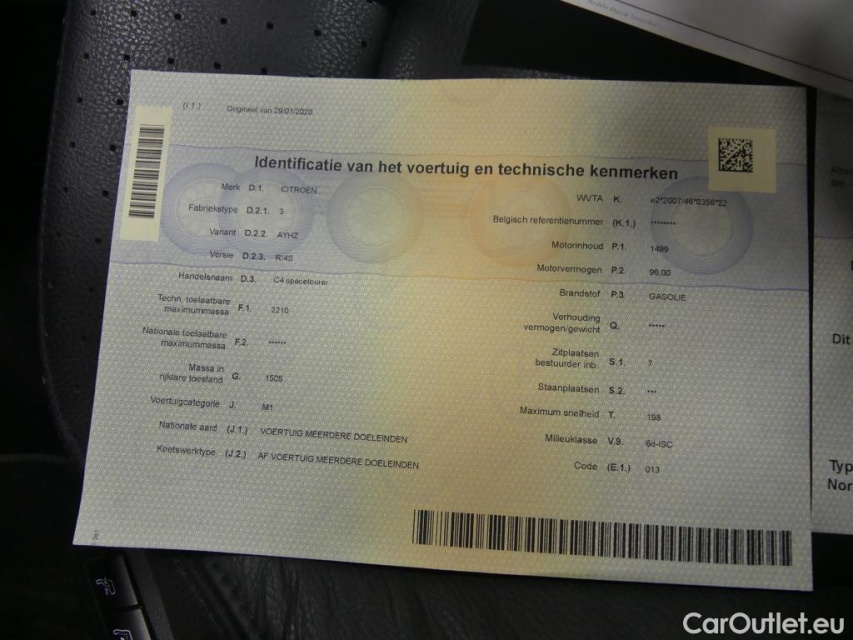 (I.1.) Origineel van 29/01/2020
Identificatie van het voertuig en technische kenmerken
Merk D.1. CITROEN
Fabriekstype D.2.1. 3
Variant D.2.2. AYHZ
Versie D.2.3. R/4S
Handelsnaam D.3. C4 spacetourer
Techn. toelaatbare
maximummassa F.1. 2210
Nationale toelaatbare
maximummassa F.2. ------
Massa in
rijklare toestand G. 1505
Voertuigcategorie J. M1
Nationale aard (J.1.) VOERTUIG MEERDERE DOELEINDEN
Koetswerktype (J.2.) AF VOERTUIG MEERDERE DOELEINDEN
WVTA K. e2*2007/46*0356*22
Belgisch referentienummer (K.1.) --------
Motorinhoud P.1. 1499
Motorvermogen P.2. 96,00
Brandstof P.3. GASOLIE
Verhouding
vermogen/gewicht Q. -----
Zitplaatsen
bestuurder inb. S.1. 7
Staanplaatsen S.2. ---
Maximum snelheid T. 198
Milieuklasse V.9. 6d-ISC
Code (E.1.) 013
Dit
Typ
Nor
CarOutlet.eu